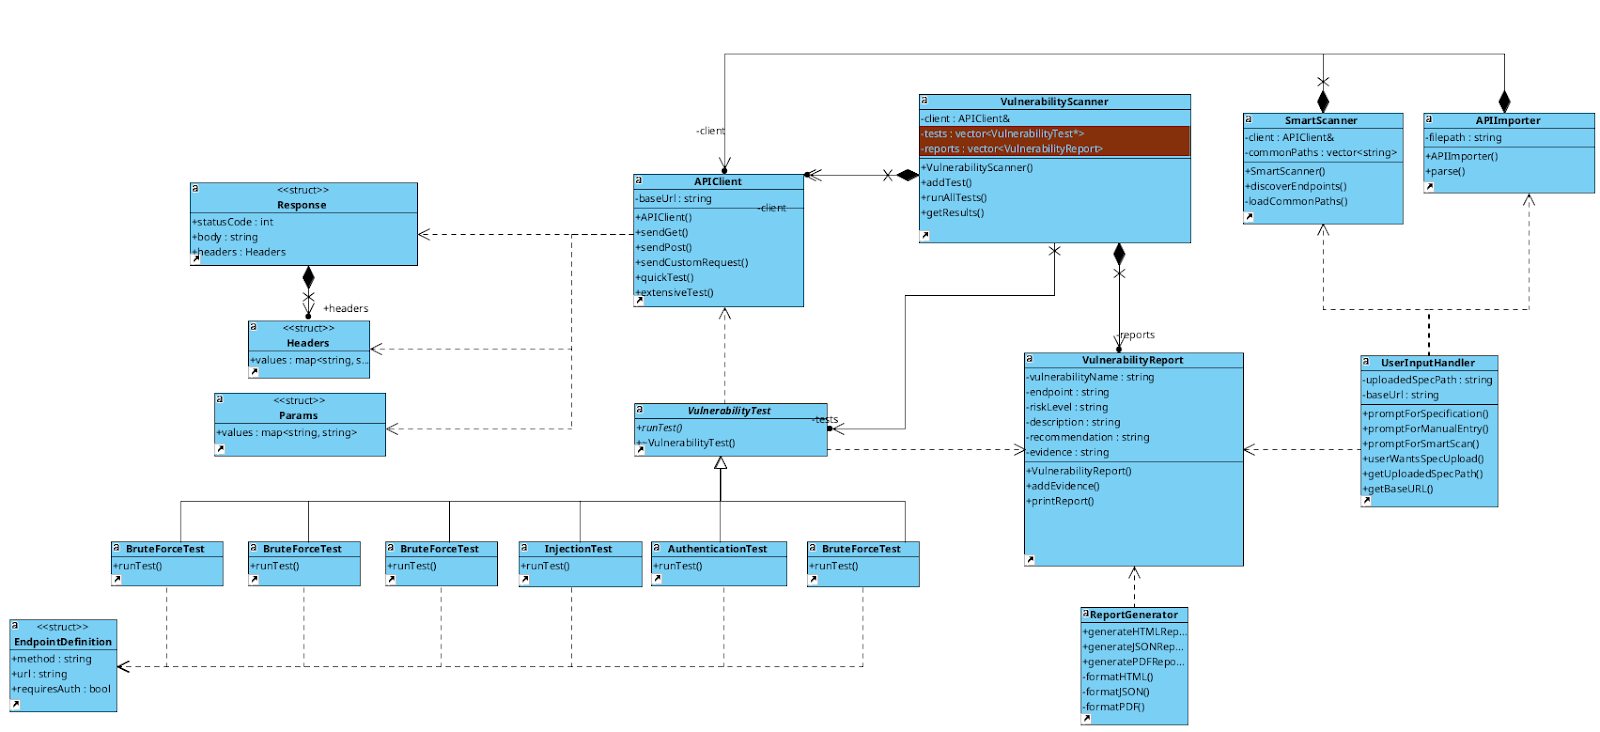 -client
VulnerabilityScanner
-client : APIClient&
-tests : vector<VulnerabilityTest*>
-reports : vector<VulnerabilityReport>
+VulnerabilityScanner()
+addTest()
+runAllTests()
+getResults()
SmartScanner
-client : APIClient&
-commonPaths : vector<string>
+SmartScanner()
+discoverEndpoints()
-loadCommonPaths()
APIImporter
-filepath : string
+APIImporter()
+parse()
APIClient
-baseUrl : string
-client
+APIClient()
+sendGet()
+sendPost()
+sendCustomRequest()
+quickTest()
+extensiveTest()
<<struct>>
Response
+statusCode : int
+body : string
+headers : Headers
+headers
<<struct>>
Headers
+values : map<string, s...
<<struct>>
Params
+values : map<string, string>
VulnerabilityTest
+runTest()
+~VulnerabilityTest()
-tests
-reports
VulnerabilityReport
-vulnerabilityName : string
-endpoint : string
-riskLevel : string
-description : string
-recommendation : string
-evidence : string
+VulnerabilityReport()
+addEvidence()
+printReport()
UserInputHandler
-uploadedSpecPath : string
-baseUrl : string
+promptForSpecification()
+promptForManualEntry()
+promptForSmartScan()
+userWantsSpecUpload()
+getUploadedSpecPath()
+getBaseURL()
BruteForceTest
+runTest()
BruteForceTest
+runTest()
BruteForceTest
+runTest()
InjectionTest
+runTest()
AuthenticationTest
+runTest()
BruteForceTest
+runTest()
<<struct>>
EndpointDefinition
+method : string
+url : string
+requiresAuth : bool
ReportGenerator
+generateHTMLRep...
+generateJSONRep...
+generatePDFRepo...
-formatHTML()
-formatJSON()
-formatPDF()